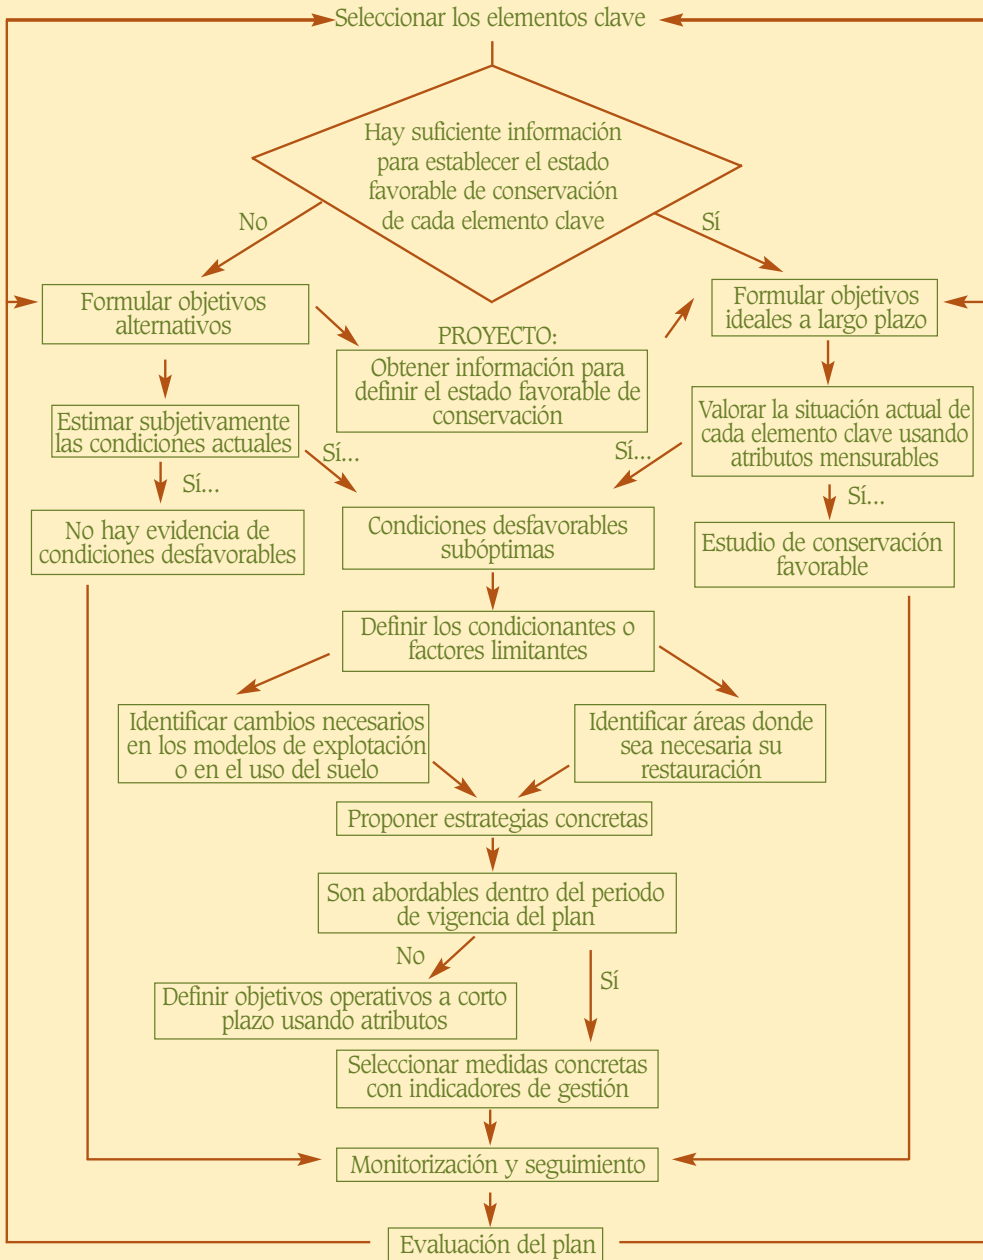 Seleccionar los elementos clave
Hay suficiente información
para establecer el estado
favorable de conservación
de cada elemento clave
No
Sí
Formular objetivos
alternativos
PROYECTO:
Obtener información para
definir el estado favorable de
conservación
Formular objetivos
ideales a largo plazo
Estimar subjetivamente
las condiciones actuales
Valorar la situación actual de
cada elemento clave usando
atributos mensurables
Sí...
Sí...
Sí...
Sí...
No hay evidencia de
condiciones desfavorables
Condiciones desfavorables
subóptimas
Estudio de conservación
favorable
Definir los condicionantes o
factores limitantes
Identificar cambios necesarios
en los modelos de explotación
o en el uso del suelo
Identificar áreas donde
sea necesaria su
restauración
Proponer estrategias concretas
Son abordables dentro del periodo
de vigencia del plan
No
Sí
Definir objetivos operativos a corto
plazo usando atributos
Seleccionar medidas concretas
con indicadores de gestión
Monitorización y seguimiento
Evaluación del plan